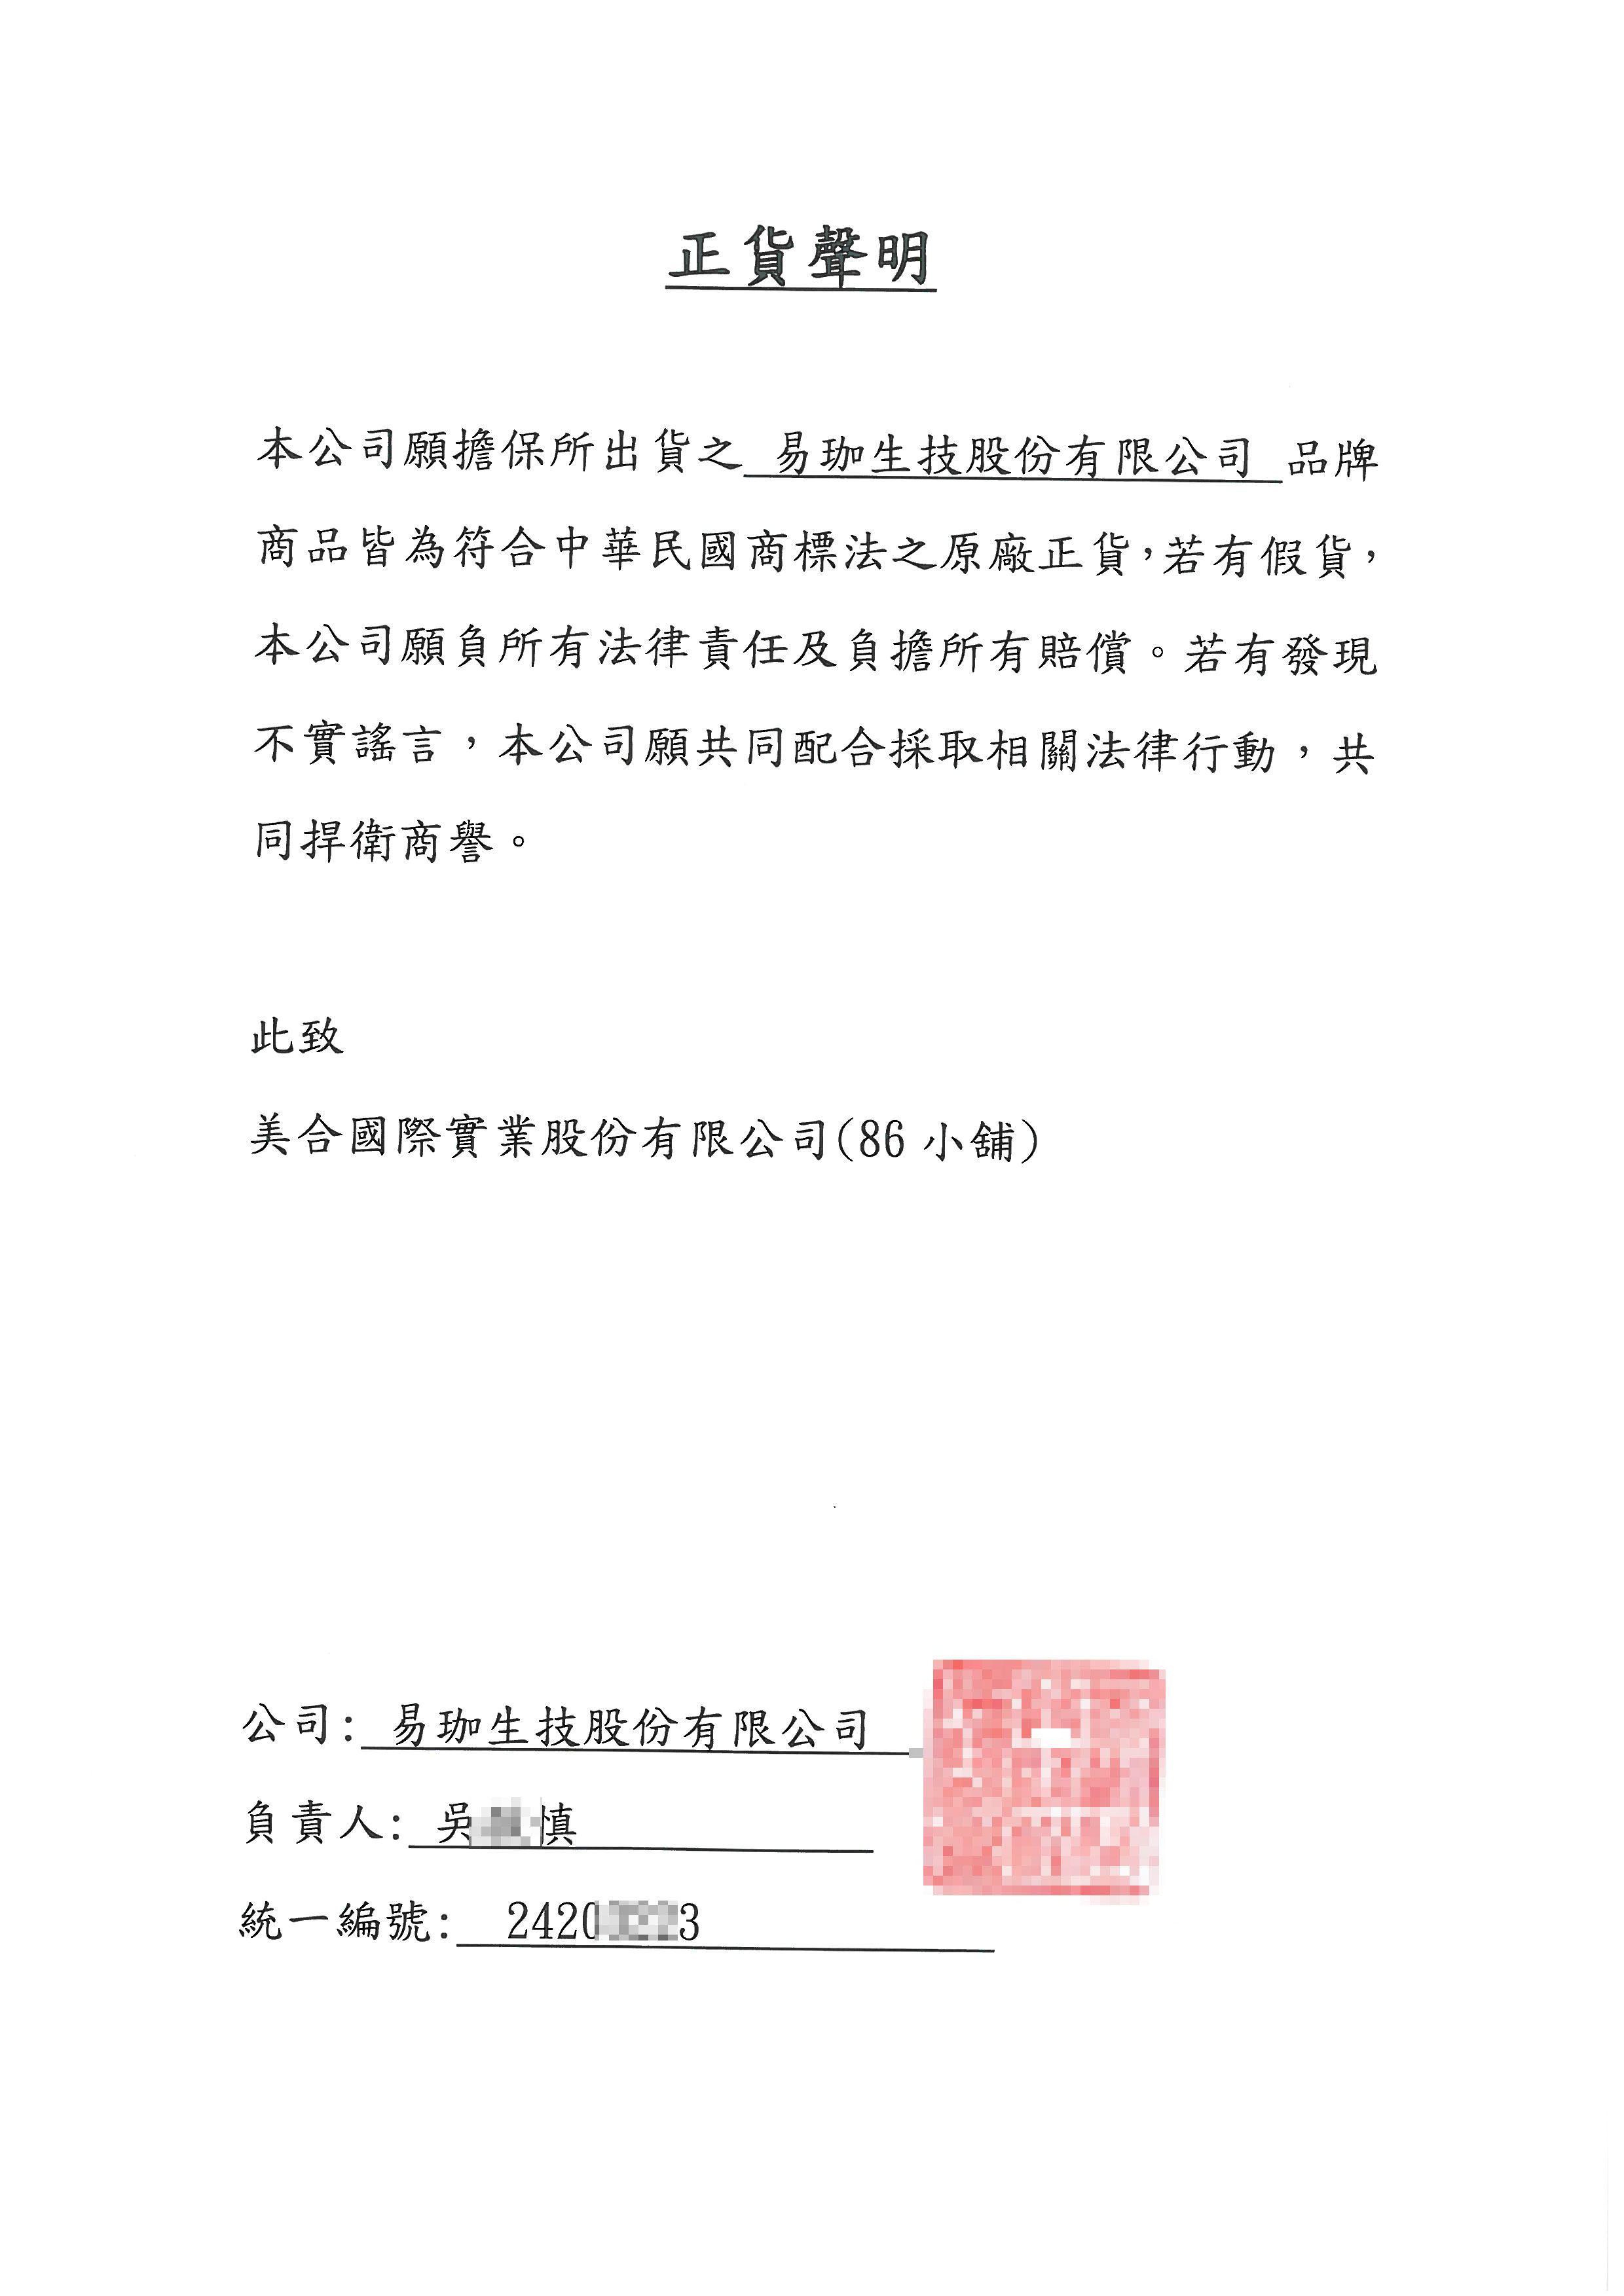 正貨聲明
本公司願擔保所出貨之 易珈生技股份有限公司 品牌
商品皆為符合中華民國商標法之原廠正貨，若有假貨，
本公司願負所有法律責任及負擔所有賠償。若有發現
不實謠言，本公司願共同配合採取相關法律行動，共
同捍衛商譽。
此致
美合國際實業股份有限公司(86 小舖)
公司: 易珈生技股份有限公司
負責人: 吳 慎
統一編號: 2420 3